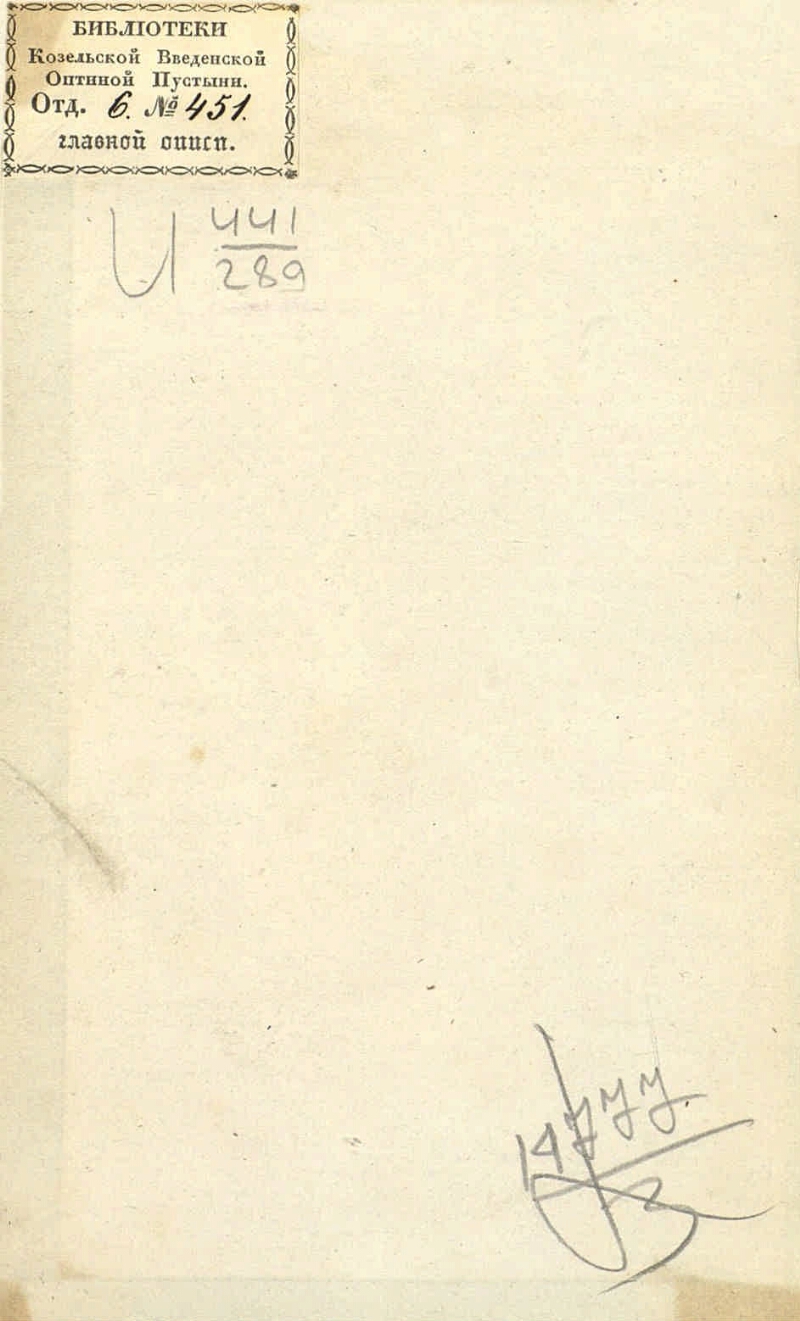 БИБЛІОТЕКИ
Козельской Введенской
Оптиной Пустыни.
Отд. 6. № 451.
главной описи.
И 441
289